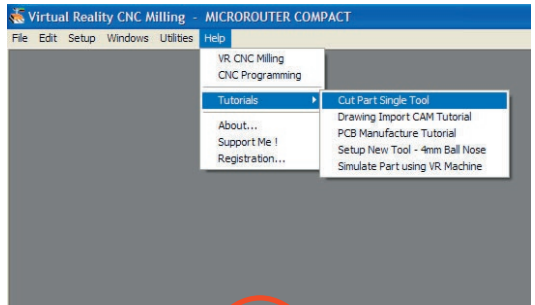 Virtual Reality CNC Milling - MICROROUTER COMPACT
File Edit Setup Windows Utilities Help
VR CNC Milling
CNC Programming
Tutorials
Cut Part Single Tool
Drawing Import CAM Tutorial
PCB Manufacture Tutorial
Setup New Tool - 4mm Ball Nose
Simulate Part using VR Machine
About...
Support Me !
Registration...